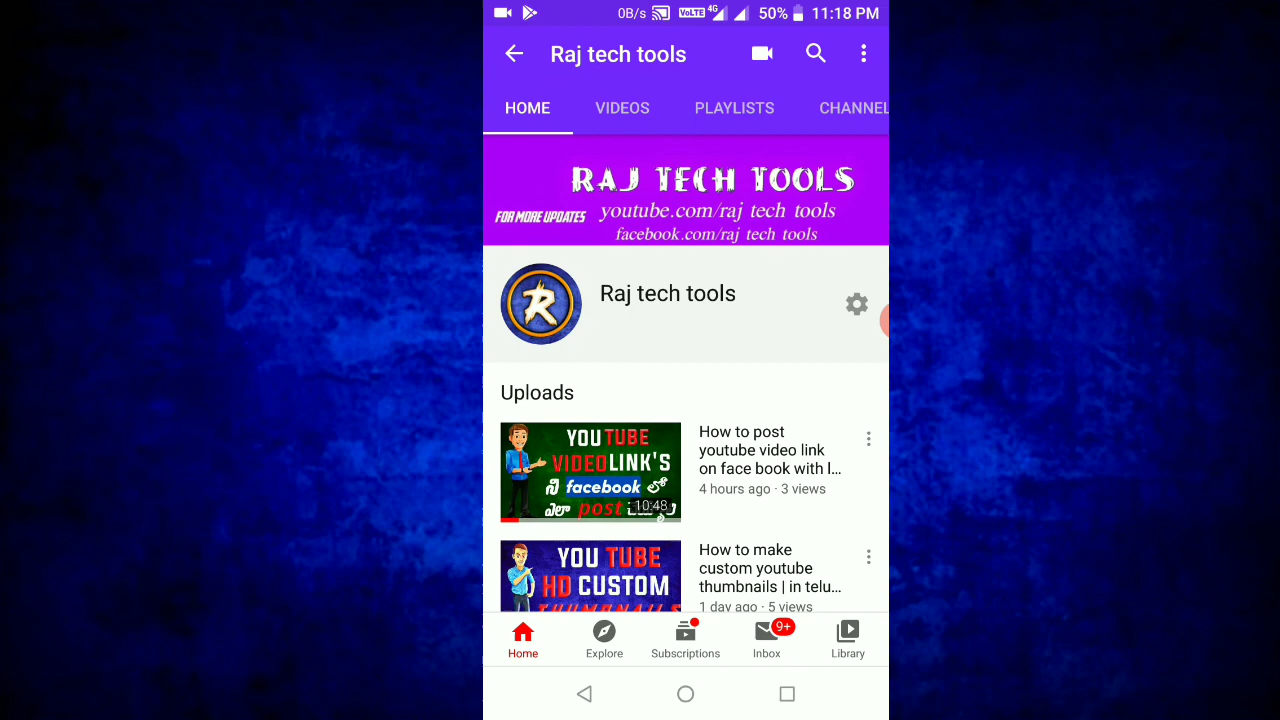 0B/s VoLTE 4G 50% 11:18 PM
Raj tech tools
HOME VIDEOS PLAYLISTS CHANNEL
RAJ TECH TOOLS
FOR MORE UPDATES youtube.com/raj tech tools
facebook.com/raj tech tools
R
Raj tech tools
Uploads
YOU TUBE
VIDEO LINK'S
ని facebook లో
ఎలా post
10:48
How to post
youtube video link
on face book with l...
4 hours ago · 3 views
YOU TUBE
HD CUSTOM
THUMBNAILS
How to make
custom youtube
thumbnails | in telu...
1 day ago · 5 views
9+
Home Explore Subscriptions Inbox Library